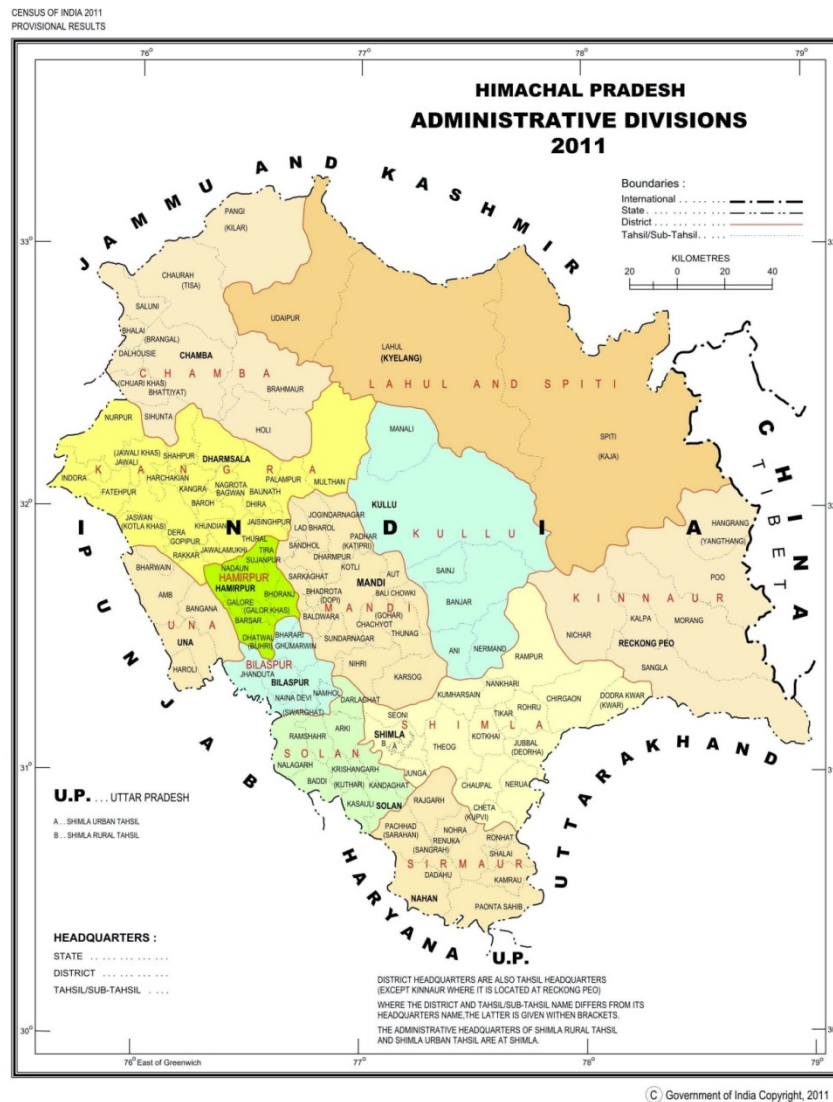 CENSUS OF INDIA 2011
PROVISIONAL RESULTS
76° 77° 78° 79°
HIMACHAL PRADESH
ADMINISTRATIVE DIVISIONS
2011
Boundaries :
International . . . . . . .
State . . . . . . . . . . . . .
District . . . . . . . . . . .
Tahsil/Sub-Tahsil . . . .
KILOMETRES
20 0 20 40
JAMMU AND KASHMIR
33° 33°
PANGI
(KILAR)
CHAURAH
(TISA)
SALUNI
BHALAI
(BRANGAL)
DALHOUSIE
CHAMBA
CHAMBA
(CHUARI KHAS)
BHATTIYAT
SIHUNTA
BRAHMAUR
HOLI
UDAIPUR
LAHUL
(KYELANG)
LAHUL AND SPITI
SPITI
(KAJA)
CHINA
TIBET
NURPUR
(JAWALI KHAS)
JAWALI
SHAHPUR
DHARMSALA
KANGRA
INDORA
HARCHAKIAN
FATEHPUR
KANGRA
NAGROTA
BAGWAN
PALAMPUR
BAIJNATH
MULTHAN
BAROH
DHIRA
JASWAN
(KOTLA KHAS)
KHUNDIAN
JAISINGHPUR
DERA
GOPIPUR
THURAL
RAKKAR
JAWALAMUKHI
32° 32°
INDIA
MANALI
KULLU
KULLU
SAINJ
BANJAR
ANI
NERMAND
JOGINDARNAGAR
LAD BHAROL
PADHAR
(KATIPRI)
SANDHOL
DHARMPUR
KOTLI
MANDI
AUT
SARKAGHAT
BHADROTA
(DOPI)
BALI CHOWKI
(GOHAR)
MANDI
BALDWARA
CHACHYOT
THUNAG
SUNDARNAGAR
NIHRI
KARSOG
TIRA
SUJANPUR
NADAUN
HAMIRPUR
HAMIRPUR
BHORANJ
GALORE
(GALOR KHAS)
BARSAR
DHATWAL
(BIJHRI)
BHARWAIN
AMB
BANGANA
UNA
UNA
HAROLI
BHARARI
GHUMARWIN
BILASPUR
JHANDUTA
BILASPUR
NAINA DEVI
(SWARGHAT)
NAMHOL
HANGRANG
(YANGTHANG)
POO
KINNAUR
KALPA
MORANG
NICHAR
RECKONG PEO
SANGLA
RAMPUR
NANKHARI
KUMHARSAIN
CHIRGAON
DODRA KWAR
(KWAR)
ROHRU
TIKAR
SEONI
SHIMLA
SHIMLA
B A
KOTKHAI
THEOG
JUBBAL
(DEORHA)
JUNGA
CHAUPAL
NERUA
CHETA
(KUPVI)
DARLAGHAT
ARKI
RAMSHAHR
SOLAN
NALAGARH
KRISHANGARH
BADDI
(KUTHAR)
KANDAGHAT
KASAULI
SOLAN
RAJGARH
PACHHAD
(SARAHAN)
NOHRA
RENUKA
(SANGRAH)
RONHAT
SHALAI
SIRMAUR
DADAHU
KAMRAU
NAHAN
PAONTA SAHIB
31° 31°
PUNJAB
HARYANA
U.P.
UTTARAKHAND
U.P. . . . UTTAR PRADESH
A . . SHIMLA URBAN TAHSIL
B . . SHIMLA RURAL TAHSIL
HEADQUARTERS :
STATE .. ... ... ... ...
DISTRICT ... ... ... ...
TAHSIL/SUB-TAHSIL . ...
DISTRICT HEADQUARTERS ARE ALSO TAHSIL HEADQUARTERS
(EXCEPT KINNAUR WHERE IT IS LOCATED AT RECKONG PEO)
WHERE THE DISTRICT AND TAHSIL/SUB-TAHSIL NAME DIFFERS FROM ITS
HEADQUARTERS NAME,THE LATTER IS GIVEN WITHEN BRACKETS.
THE ADMINISTRATIVE HEADQUARTERS OF SHIMLA RURAL TAHSIL
AND SHIMLA URBAN TAHSIL ARE AT SHIMLA.
30° 30°
76° East of Greenwich 77° 78° 79°
C Government of India Copyright, 2011